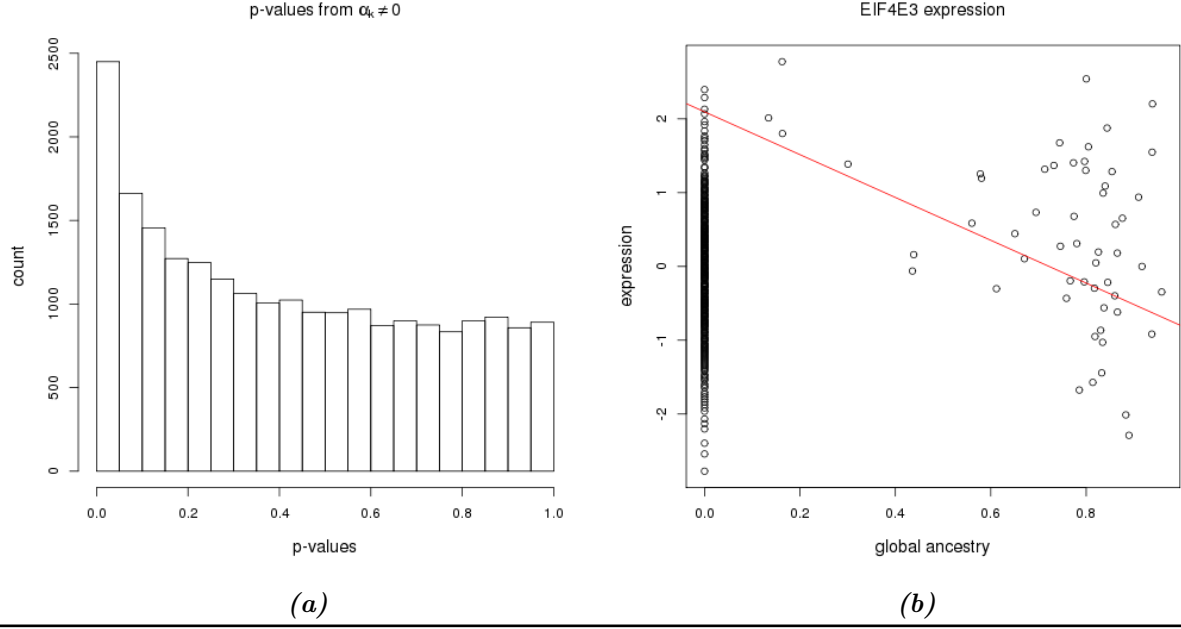 p-values from αₖ ≠ 0
count
2500
2000
1500
1000
500
0
0.0 0.2 0.4 0.6 0.8 1.0
p-values
(a)
EIF4E3 expression
expression
2
1
0
-1
-2
0.0 0.2 0.4 0.6 0.8
global ancestry
(b)